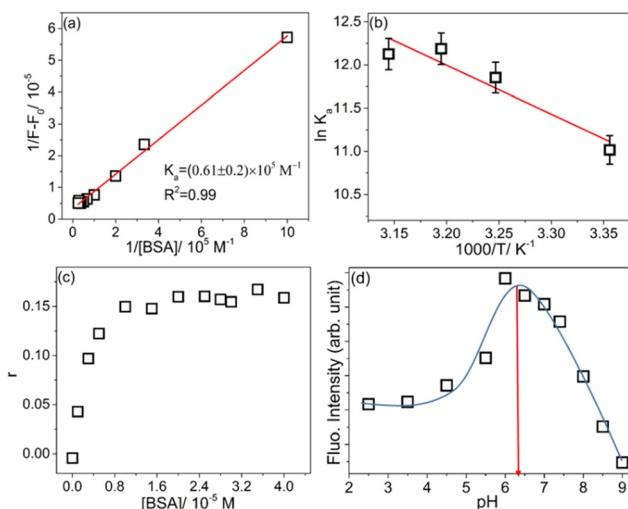 (a)
6
5
4
3
2
1
0
1/F-F₀/ 10⁻⁵
Kₐ=(0.61±0.2)×10⁵ M⁻¹
R²=0.99
0 2 4 6 8 10
1/[BSA]/ 10⁵ M⁻¹
(b)
12.5
12.0
11.5
11.0
10.5
ln Kₐ
3.15 3.20 3.25 3.30 3.35
1000/T/ K⁻¹
(c)
0.15
0.10
0.05
0.00
r
0.0 0.8 1.6 2.4 3.2 4.0
[BSA]/ 10⁻⁵ M
(d)
Fluo. Intensity (arb. unit)
2 3 4 5 6 7 8 9
pH